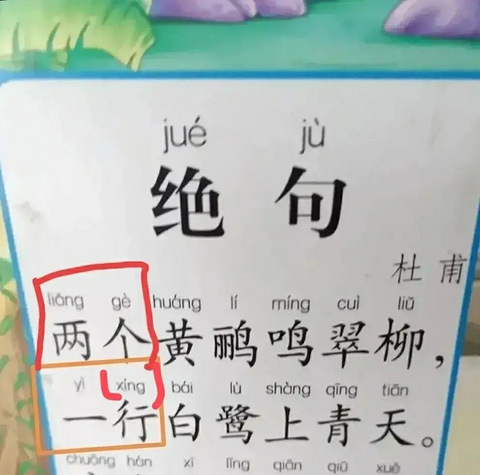 jué jù
绝句
杜甫
liǎng gè huáng lí míng cuì liǔ
两个黄鹂鸣翠柳，
yì xíng bái lù shàng qīng tiān
一行白鹭上青天。
chuāng hán xī lǐng qiān qiū xuě